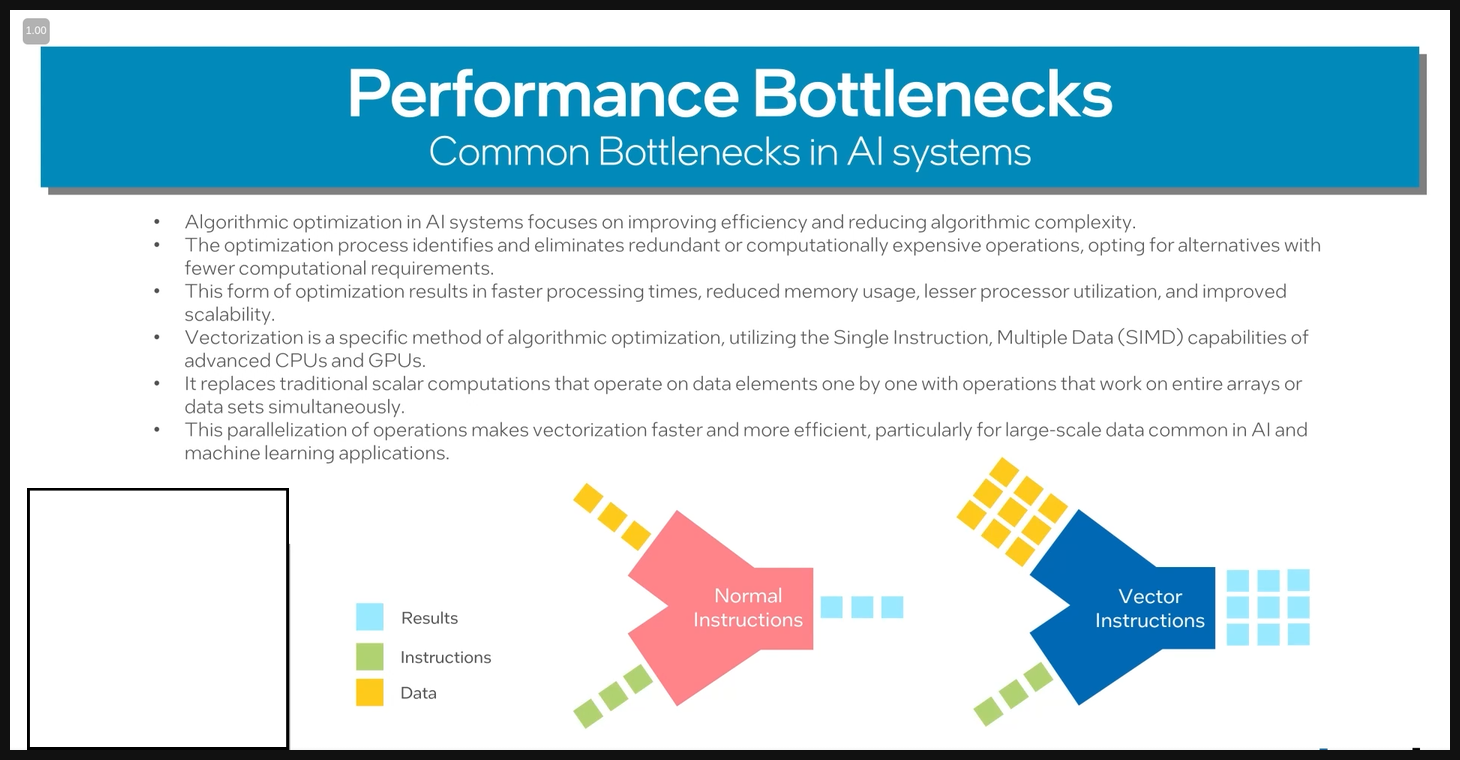 1.00
Performance Bottlenecks
Common Bottlenecks in AI systems
• Algorithmic optimization in AI systems focuses on improving efficiency and reducing algorithmic complexity.
• The optimization process identifies and eliminates redundant or computationally expensive operations, opting for alternatives with
fewer computational requirements.
• This form of optimization results in faster processing times, reduced memory usage, lesser processor utilization, and improved
scalability.
• Vectorization is a specific method of algorithmic optimization, utilizing the Single Instruction, Multiple Data (SIMD) capabilities of
advanced CPUs and GPUs.
• It replaces traditional scalar computations that operate on data elements one by one with operations that work on entire arrays or
data sets simultaneously.
• This parallelization of operations makes vectorization faster and more efficient, particularly for large-scale data common in AI and
machine learning applications.
Results
Instructions
Data
Normal
Instructions
Vector
Instructions